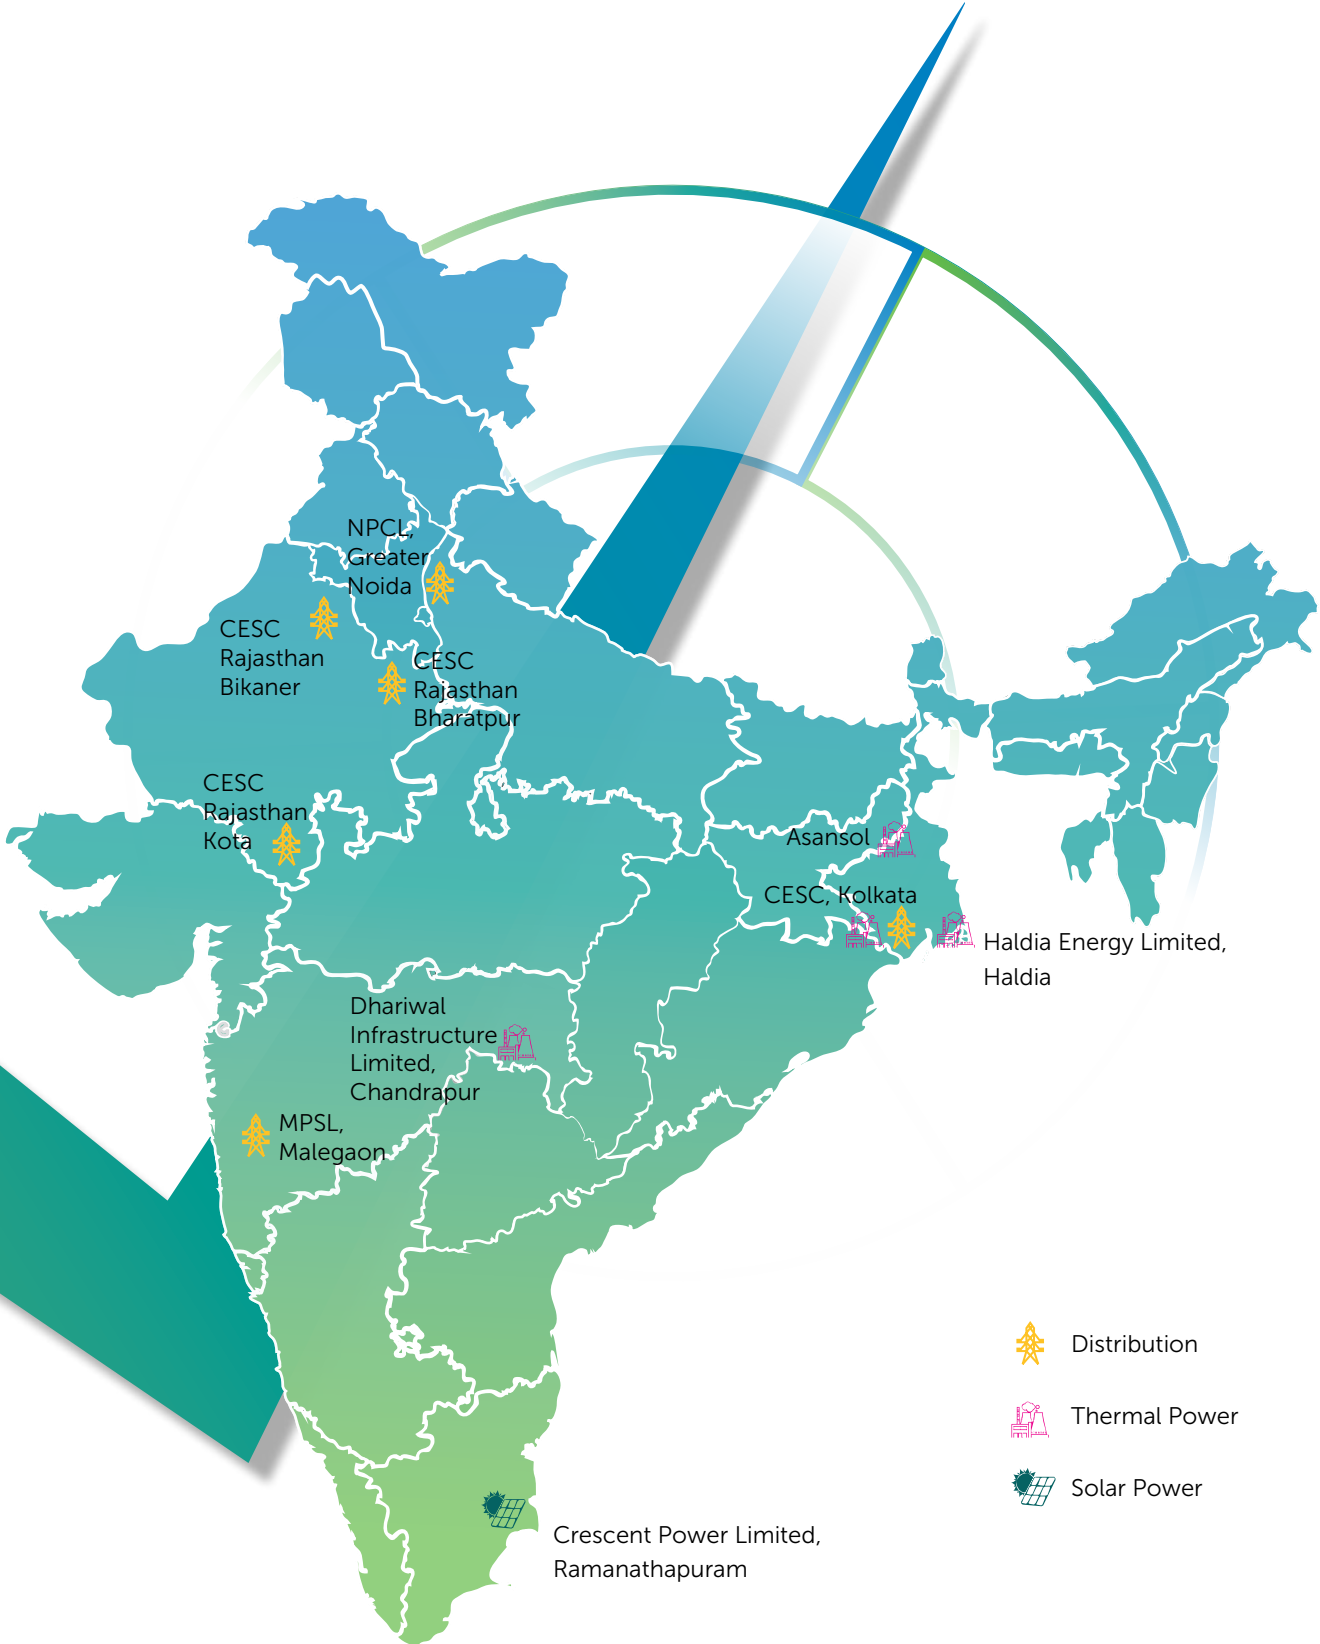 NPCL,
Greater
Noida
CESC
Rajasthan
Bikaner
CESC
Rajasthan
Bharatpur
CESC
Rajasthan
Kota
Asansol
CESC, Kolkata
Haldia Energy Limited,
Haldia
Dhariwal
Infrastructure
Limited,
Chandrapur
MPSL,
Malegaon
Distribution
Thermal Power
Solar Power
Crescent Power Limited,
Ramanathapuram